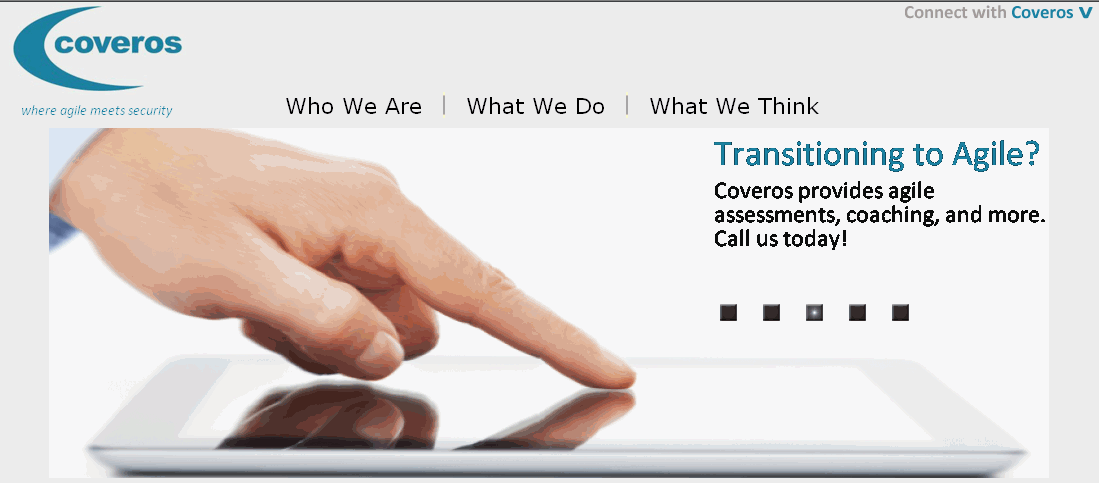 Connect with Coveros V
coveros
where agile meets security
Who We Are | What We Do | What We Think
Transitioning to Agile?
Coveros provides agile
assessments, coaching, and more.
Call us today!